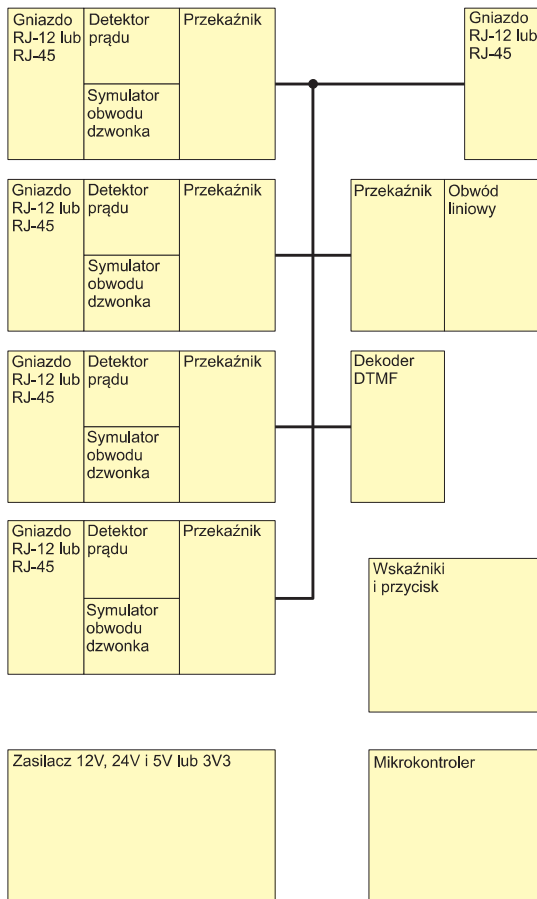 Gniazdo
RJ-12 lub
RJ-45
Detektor
prądu
Symulator
obwodu
dzwonka
Przekaźnik
Gniazdo
RJ-12 lub
RJ-45
Gniazdo
RJ-12 lub
RJ-45
Detektor
prądu
Symulator
obwodu
dzwonka
Przekaźnik
Przekaźnik
Obwód
liniowy
Gniazdo
RJ-12 lub
RJ-45
Detektor
prądu
Symulator
obwodu
dzwonka
Przekaźnik
Dekoder
DTMF
Gniazdo
RJ-12 lub
RJ-45
Detektor
prądu
Symulator
obwodu
dzwonka
Przekaźnik
Wskaźniki
i przycisk
Zasilacz 12V, 24V i 5V lub 3V3
Mikrokontroler